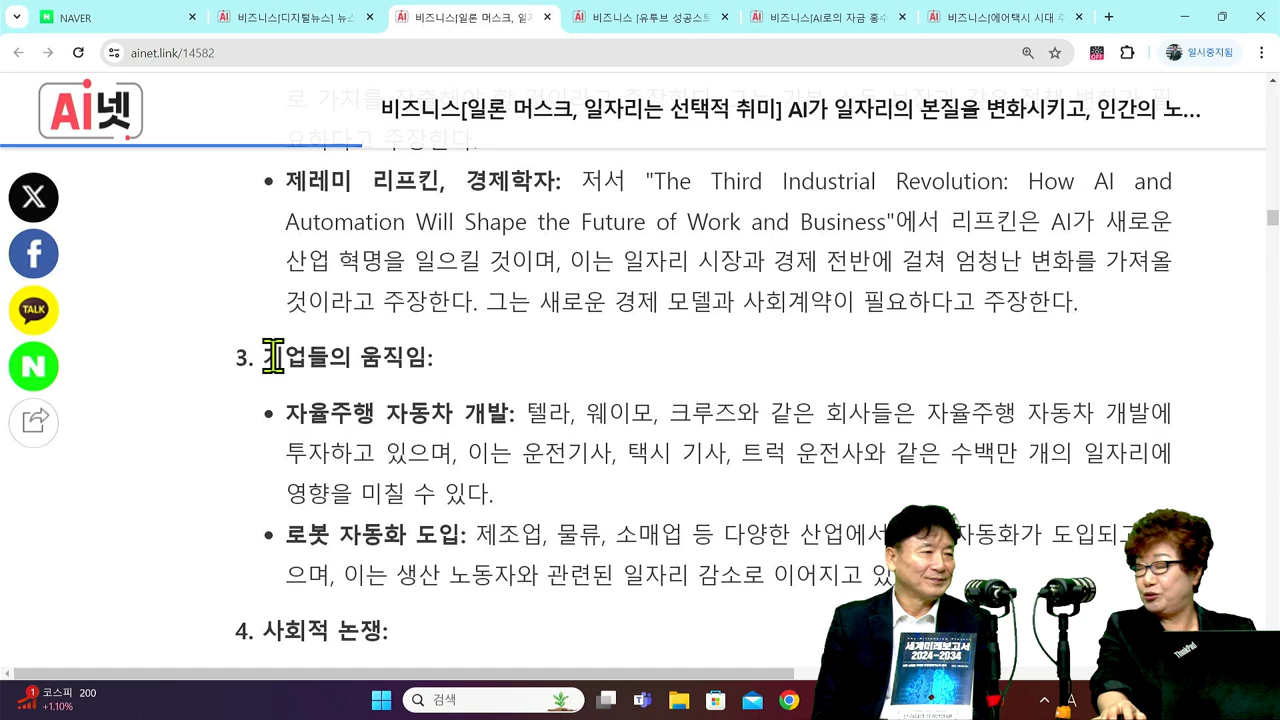 NAVER
비즈니스[디지털뉴스] 뉴스
비즈니스[일론 머스크, 일자
비즈니스 [유투브 성공스토
비즈니스[AI로의 자금 홍수
비즈니스[에어택시 시대
ainet.link/14582
OFF
일시중지됨
Ai넷
비즈니스[일론 머스크, 일자리는 선택적 취미] AI가 일자리의 본질을 변화시키고, 인간의 노...
요하다고 주장한다.
• 제레미 리프킨, 경제학자: 저서 "The Third Industrial Revolution: How AI and
Automation Will Shape the Future of Work and Business"에서 리프킨은 AI가 새로운
산업 혁명을 일으킬 것이며, 이는 일자리 시장과 경제 전반에 걸쳐 엄청난 변화를 가져올
것이라고 주장한다. 그는 새로운 경제 모델과 사회계약이 필요하다고 주장한다.
TALK
N
3. 기업들의 움직임:
• 자율주행 자동차 개발: 텔라, 웨이모, 크루즈와 같은 회사들은 자율주행 자동차 개발에
투자하고 있으며, 이는 운전기사, 택시 기사, 트럭 운전사와 같은 수백만 개의 일자리에
영향을 미칠 수 있다.
• 로봇 자동화 도입: 제조업, 물류, 소매업 등 다양한 산업에서 자동화가 도입되고
으며, 이는 생산 노동자와 관련된 일자리 감소로 이어지고
4. 사회적 논쟁:
세계미래보고서
2024-2034
ThinkPad
1
코스피 200
+1.10%
검색
A